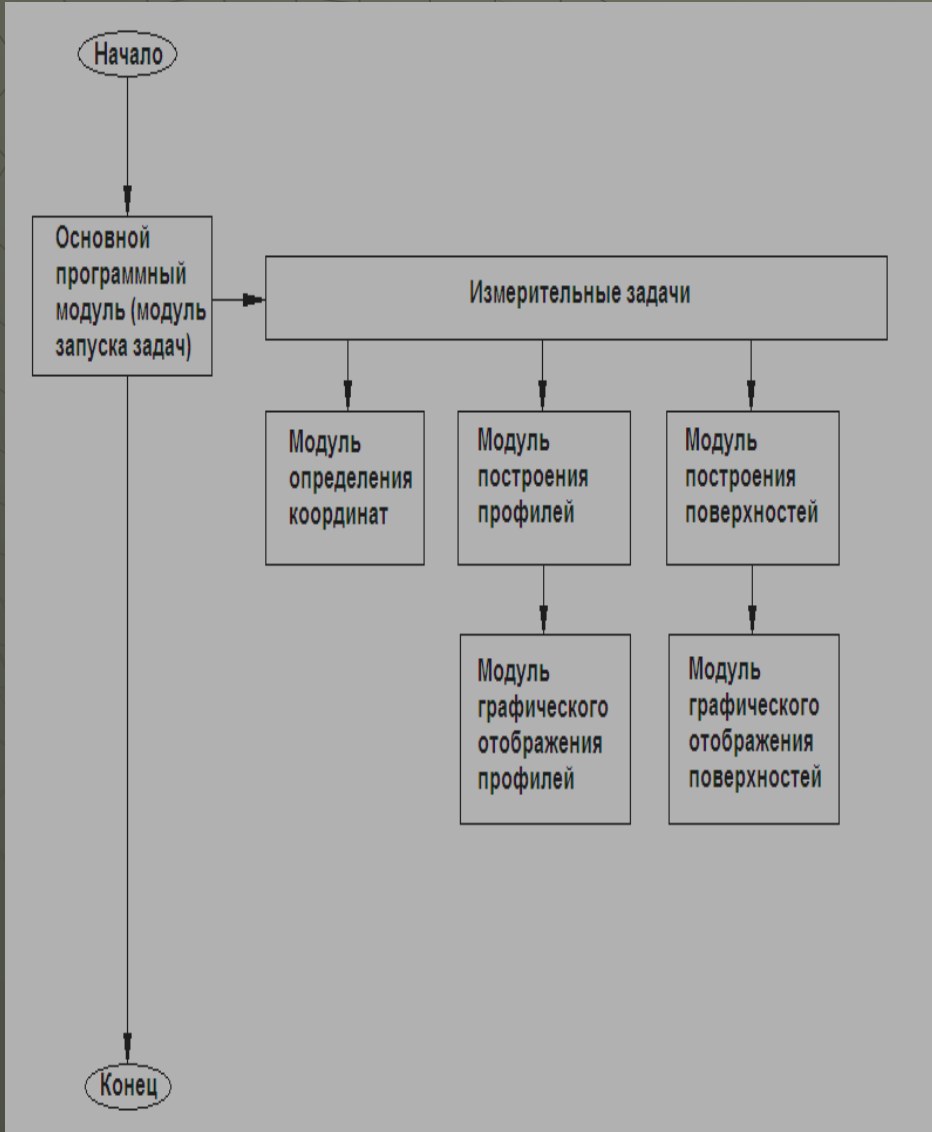 Начало
Основной
программный
модуль (модуль
запуска задач)
Измерительные задачи
Модуль
определения
координат
Модуль
построения
профилей
Модуль
построения
поверхностей
Модуль
графического
отображения
профилей
Модуль
графического
отображения
поверхностей
Конец